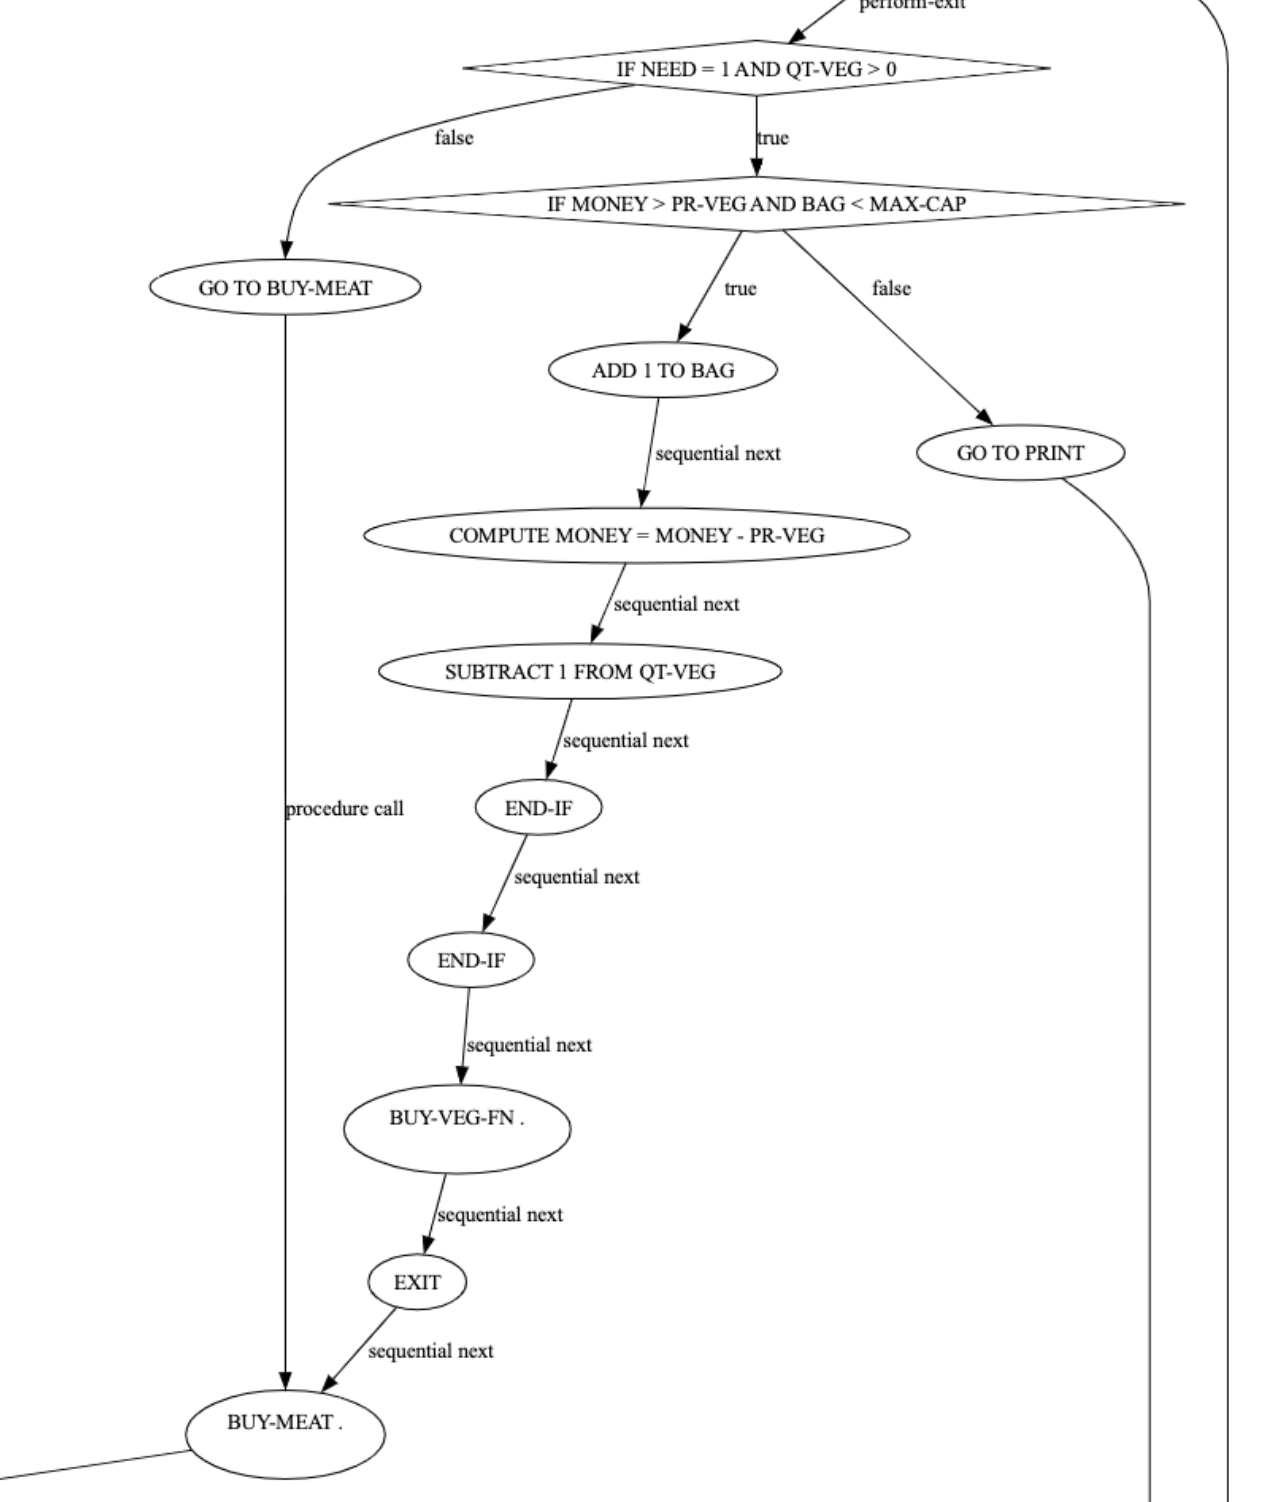 perform-exit
IF NEED = 1 AND QT-VEG > 0
false
true
IF MONEY > PR-VEG AND BAG < MAX-CAP
GO TO BUY-MEAT
true
false
ADD 1 TO BAG
GO TO PRINT
sequential next
COMPUTE MONEY = MONEY - PR-VEG
sequential next
SUBTRACT 1 FROM QT-VEG
sequential next
END-IF
procedure call
sequential next
END-IF
sequential next
BUY-VEG-FN .
sequential next
EXIT
sequential next
BUY-MEAT .